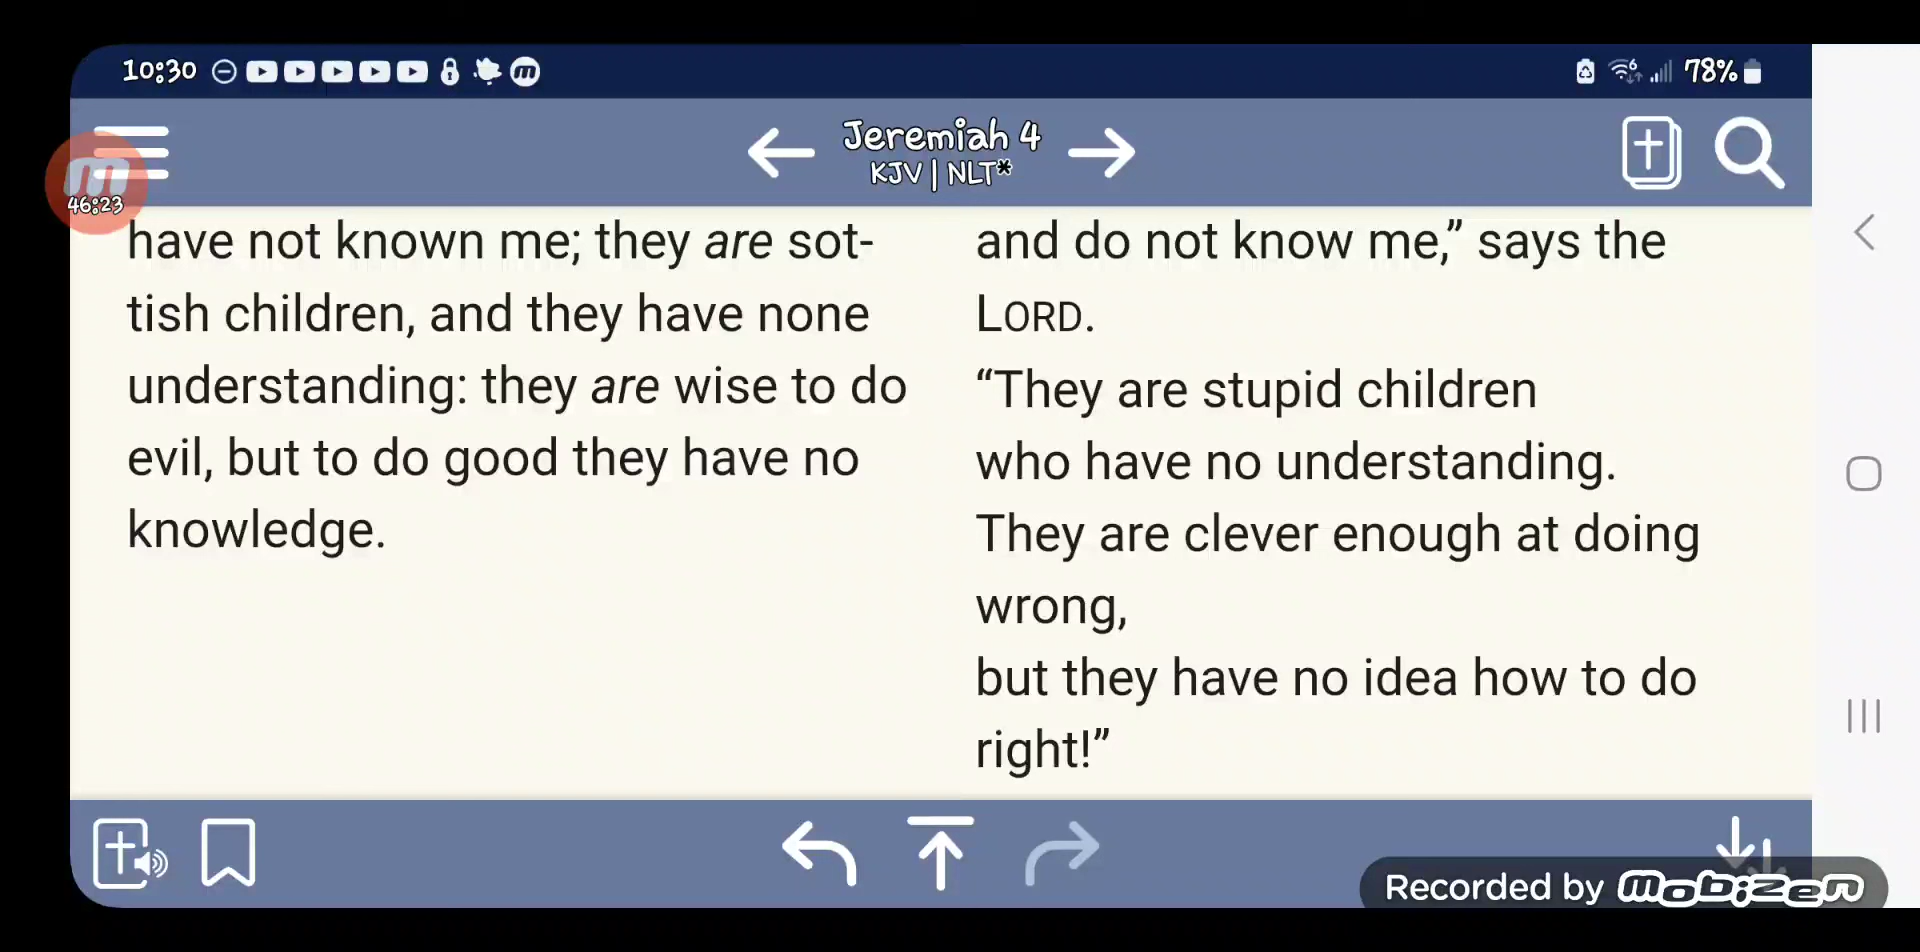 10:30
78%
Jeremiah 4
KJV | NLT*
46:23
have not known me; they are sot-
tish children, and they have none
understanding: they are wise to do
evil, but to do good they have no
knowledge.
and do not know me,” says the
LORD.
“They are stupid children
who have no understanding.
They are clever enough at doing
wrong,
but they have no idea how to do
right!”
Recorded by Mobizen